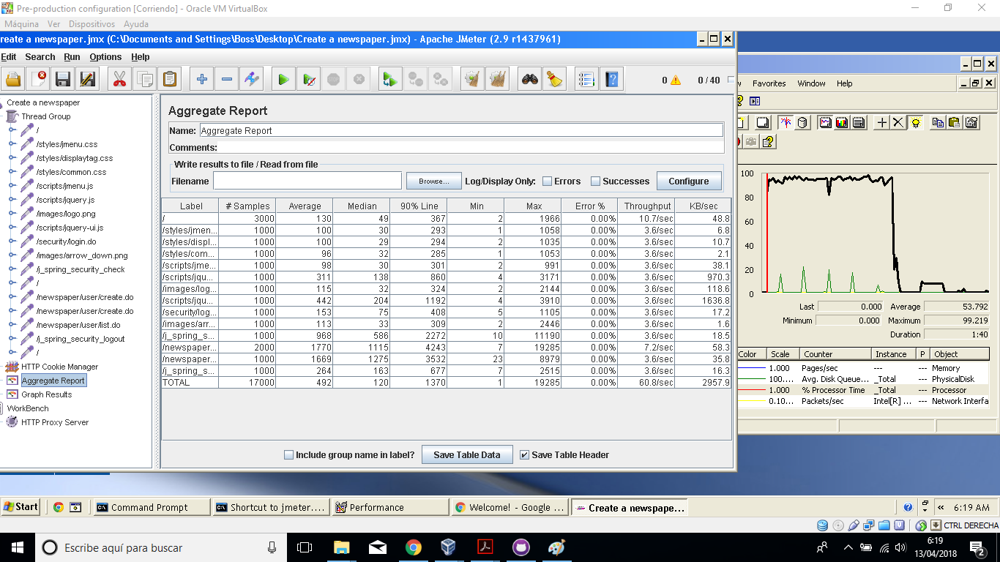 Pre-production configuration [Corriendo] - Oracle VM VirtualBox
Máquina Ver Dispositivos Ayuda
reate a newspaper.jmx (C:\Documents and Settings\Boss\Desktop\Create a newspaper.jmx) - Apache JMeter (2.9 r1437961)
Edit Search Run Options Help
0 0 / 40
Create a newspaper
Thread Group
/
/styles/jmenu.css
/styles/displaytag.css
/styles/common.css
/scripts/jmenu.js
/scripts/jquery.js
/images/logo.png
/scripts/jquery-ui.js
/security/login.do
/images/arrow_down.png
/j_spring_security_check
/
/newspaper/user/create.do
/newspaper/user/create.do
/newspaper/user/list.do
/j_spring_security_logout
/
HTTP Cookie Manager
Aggregate Report
Graph Results
WorkBench
HTTP Proxy Server
Aggregate Report
Name: Aggregate Report
Comments:
Write results to file / Read from file
Filename Browse... Log/Display Only: Errors Successes Configure
Label # Samples Average Median 90% Line Min Max Error % Throughput KB/sec
/ 3000 130 49 367 2 1966 0.00% 10.7/sec 48.8
/styles/jmen... 1000 100 30 293 1 1058 0.00% 3.6/sec 6.8
/styles/displ... 1000 100 29 294 2 1035 0.00% 3.6/sec 10.7
/styles/com... 1000 96 32 285 1 1053 0.00% 3.6/sec 2.1
/scripts/jme... 1000 98 30 301 2 991 0.00% 3.6/sec 38.1
/scripts/jqu... 1000 311 138 860 4 3171 0.00% 3.6/sec 970.3
/images/log... 1000 115 32 324 2 2144 0.00% 3.6/sec 118.6
/scripts/jqu... 1000 442 204 1192 4 3910 0.00% 3.6/sec 1636.8
/security/log... 1000 153 75 408 5 1105 0.00% 3.6/sec 17.2
/images/arr... 1000 113 33 309 2 2446 0.00% 3.6/sec 1.6
/j_spring_s... 1000 968 586 2272 10 11190 0.00% 3.6/sec 18.5
/newspaper... 2000 1770 1115 4243 7 19285 0.00% 7.2/sec 58.3
/newspaper... 1000 1669 1275 3532 23 8979 0.00% 3.6/sec 35.8
/j_spring_s... 1000 264 163 677 7 2515 0.00% 3.6/sec 16.3
TOTAL 17000 492 120 1370 1 19285 0.00% 60.8/sec 2957.9
Include group name in label? Save Table Data Save Table Header
w Favorites Window Help
100
80
60
40
20
0
Last 0.000 Average 53.792
Minimum 0.000 Maximum 99.219
Duration 1:40
Color Scale Counter Instance P Object
1.000 Pages/sec --- --- Memory
100.... Avg. Disk Queue... _Total --- PhysicalDisk
1.000 % Processor Time _Total --- Processor
0.10... Packets/sec Intel[R] ... --- Network Interfa
Start Command Prompt Shortcut to jmeter.... Performance Welcome! - Google ... Create a newspape... « 6:19 AM
CTRL DERECHA
Escribe aquí para buscar
6:19
13/04/2018
2